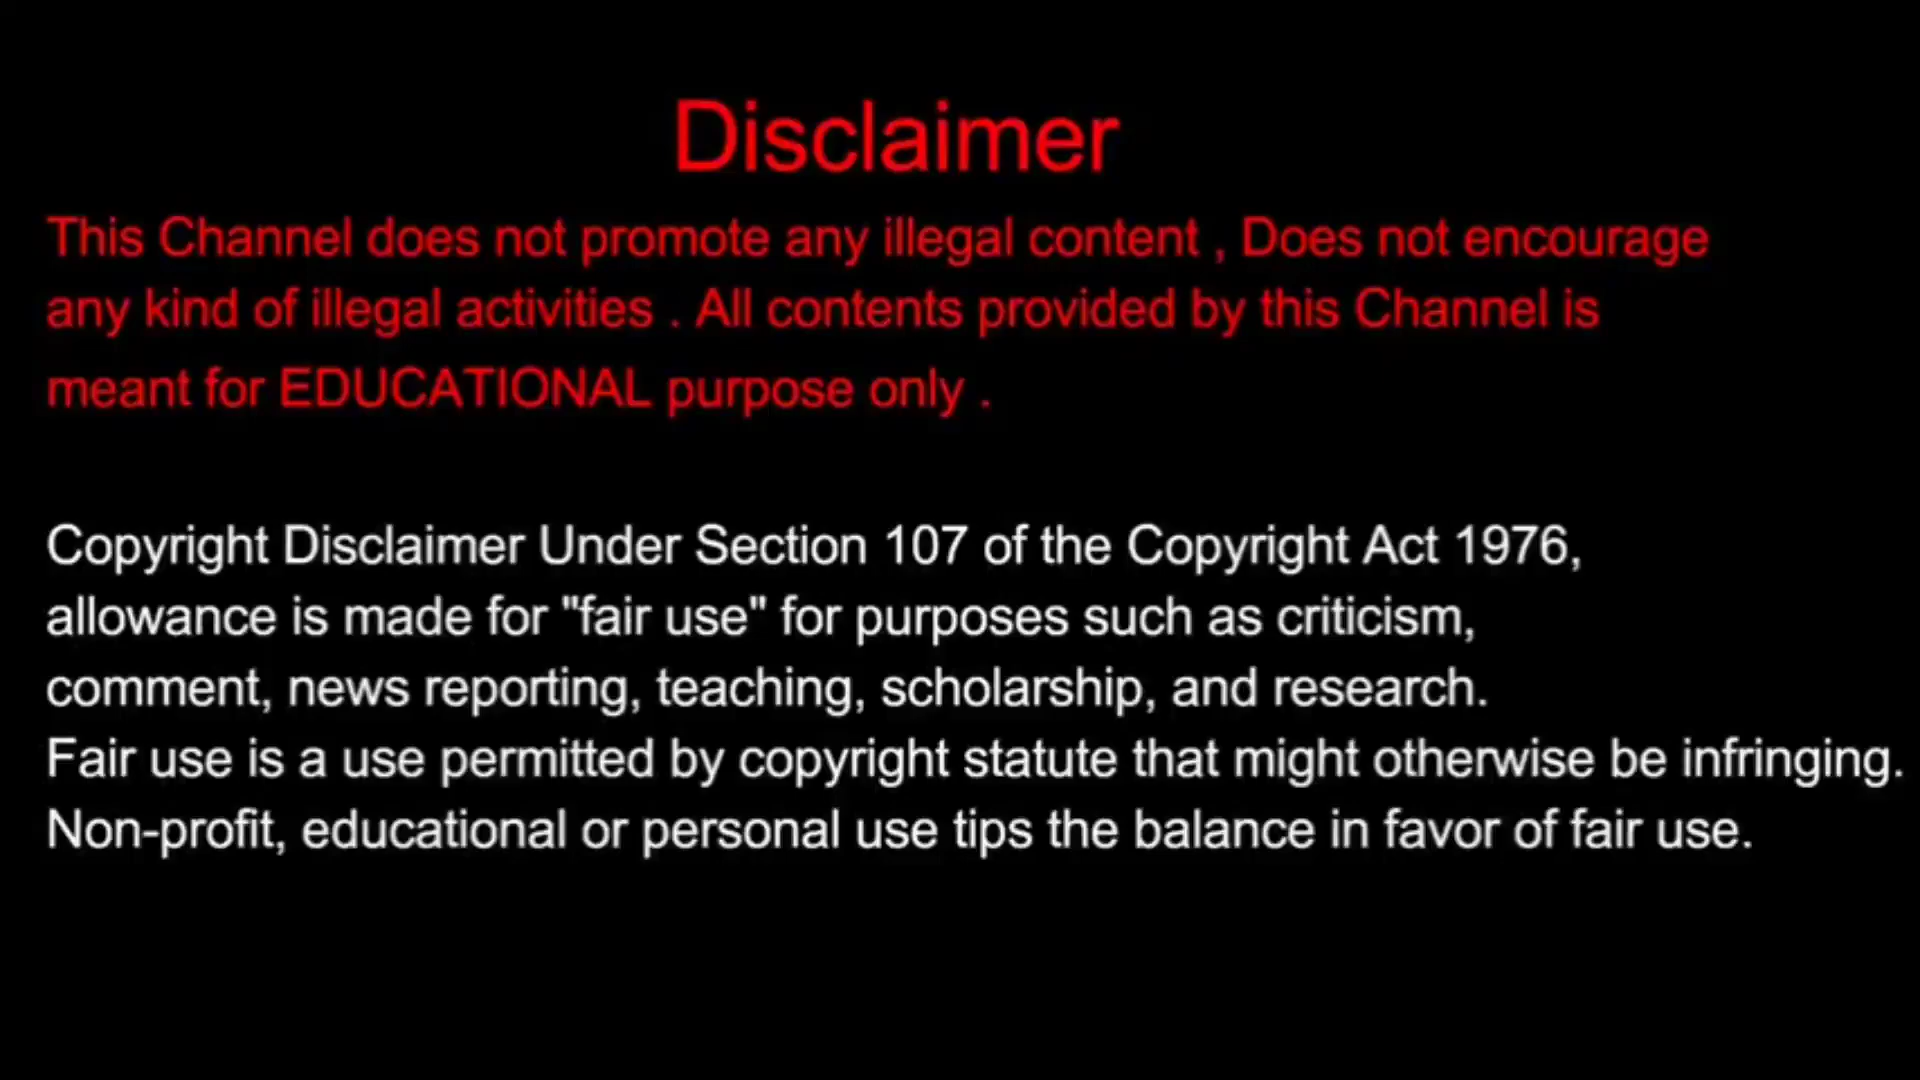 Disclaimer
This Channel does not promote any illegal content , Does not encourage
any kind of illegal activities . All contents provided by this Channel is
meant for EDUCATIONAL purpose only .
Copyright Disclaimer Under Section 107 of the Copyright Act 1976,
allowance is made for "fair use" for purposes such as criticism,
comment, news reporting, teaching, scholarship, and research.
Fair use is a use permitted by copyright statute that might otherwise be infringing.
Non-profit, educational or personal use tips the balance in favor of fair use.